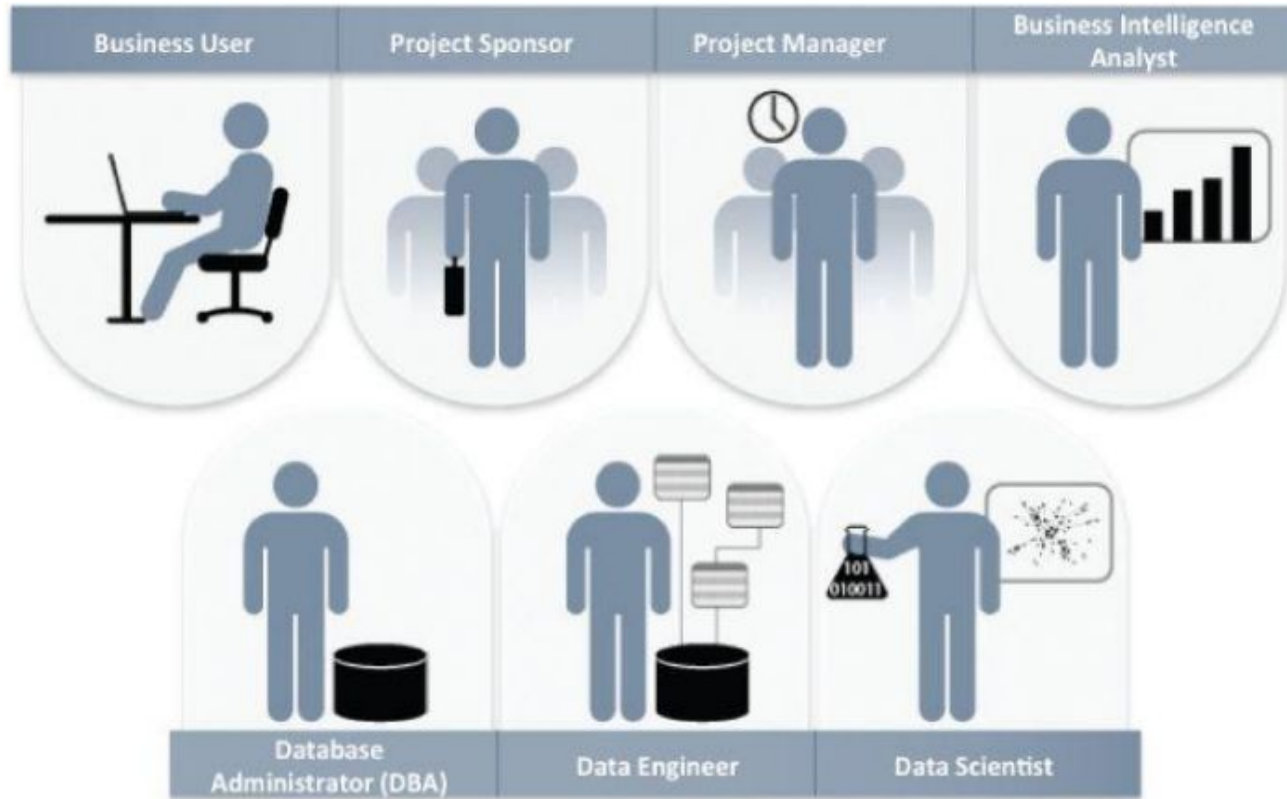 Business User
Project Sponsor
Project Manager
Business Intelligence
Analyst
101
010011
Database
Administrator (DBA)
Data Engineer
Data Scientist